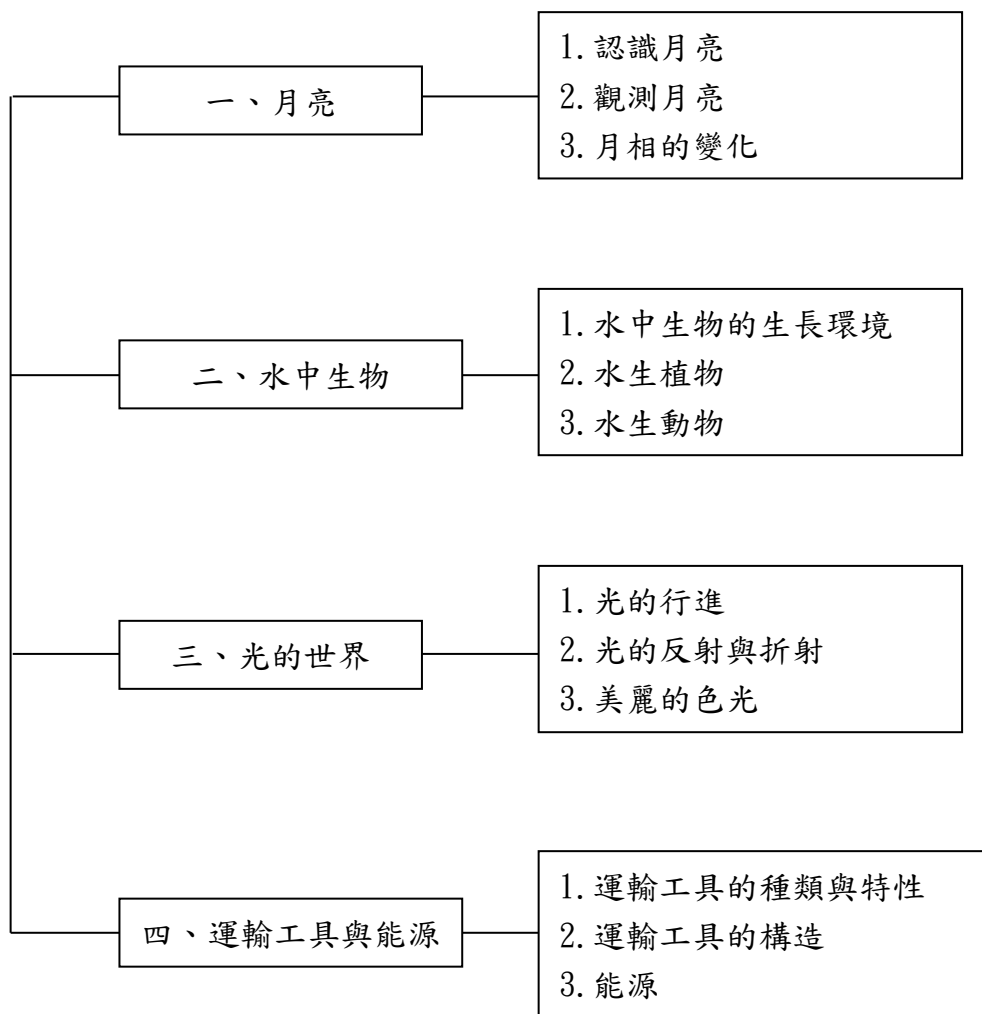 一、月亮
1.認識月亮
2.觀測月亮
3.月相的變化
二、水中生物
1.水中生物的生長環境
2.水生植物
3.水生動物
三、光的世界
1.光的行進
2.光的反射與折射
3.美麗的色光
四、運輸工具與能源
1.運輸工具的種類與特性
2.運輸工具的構造
3.能源